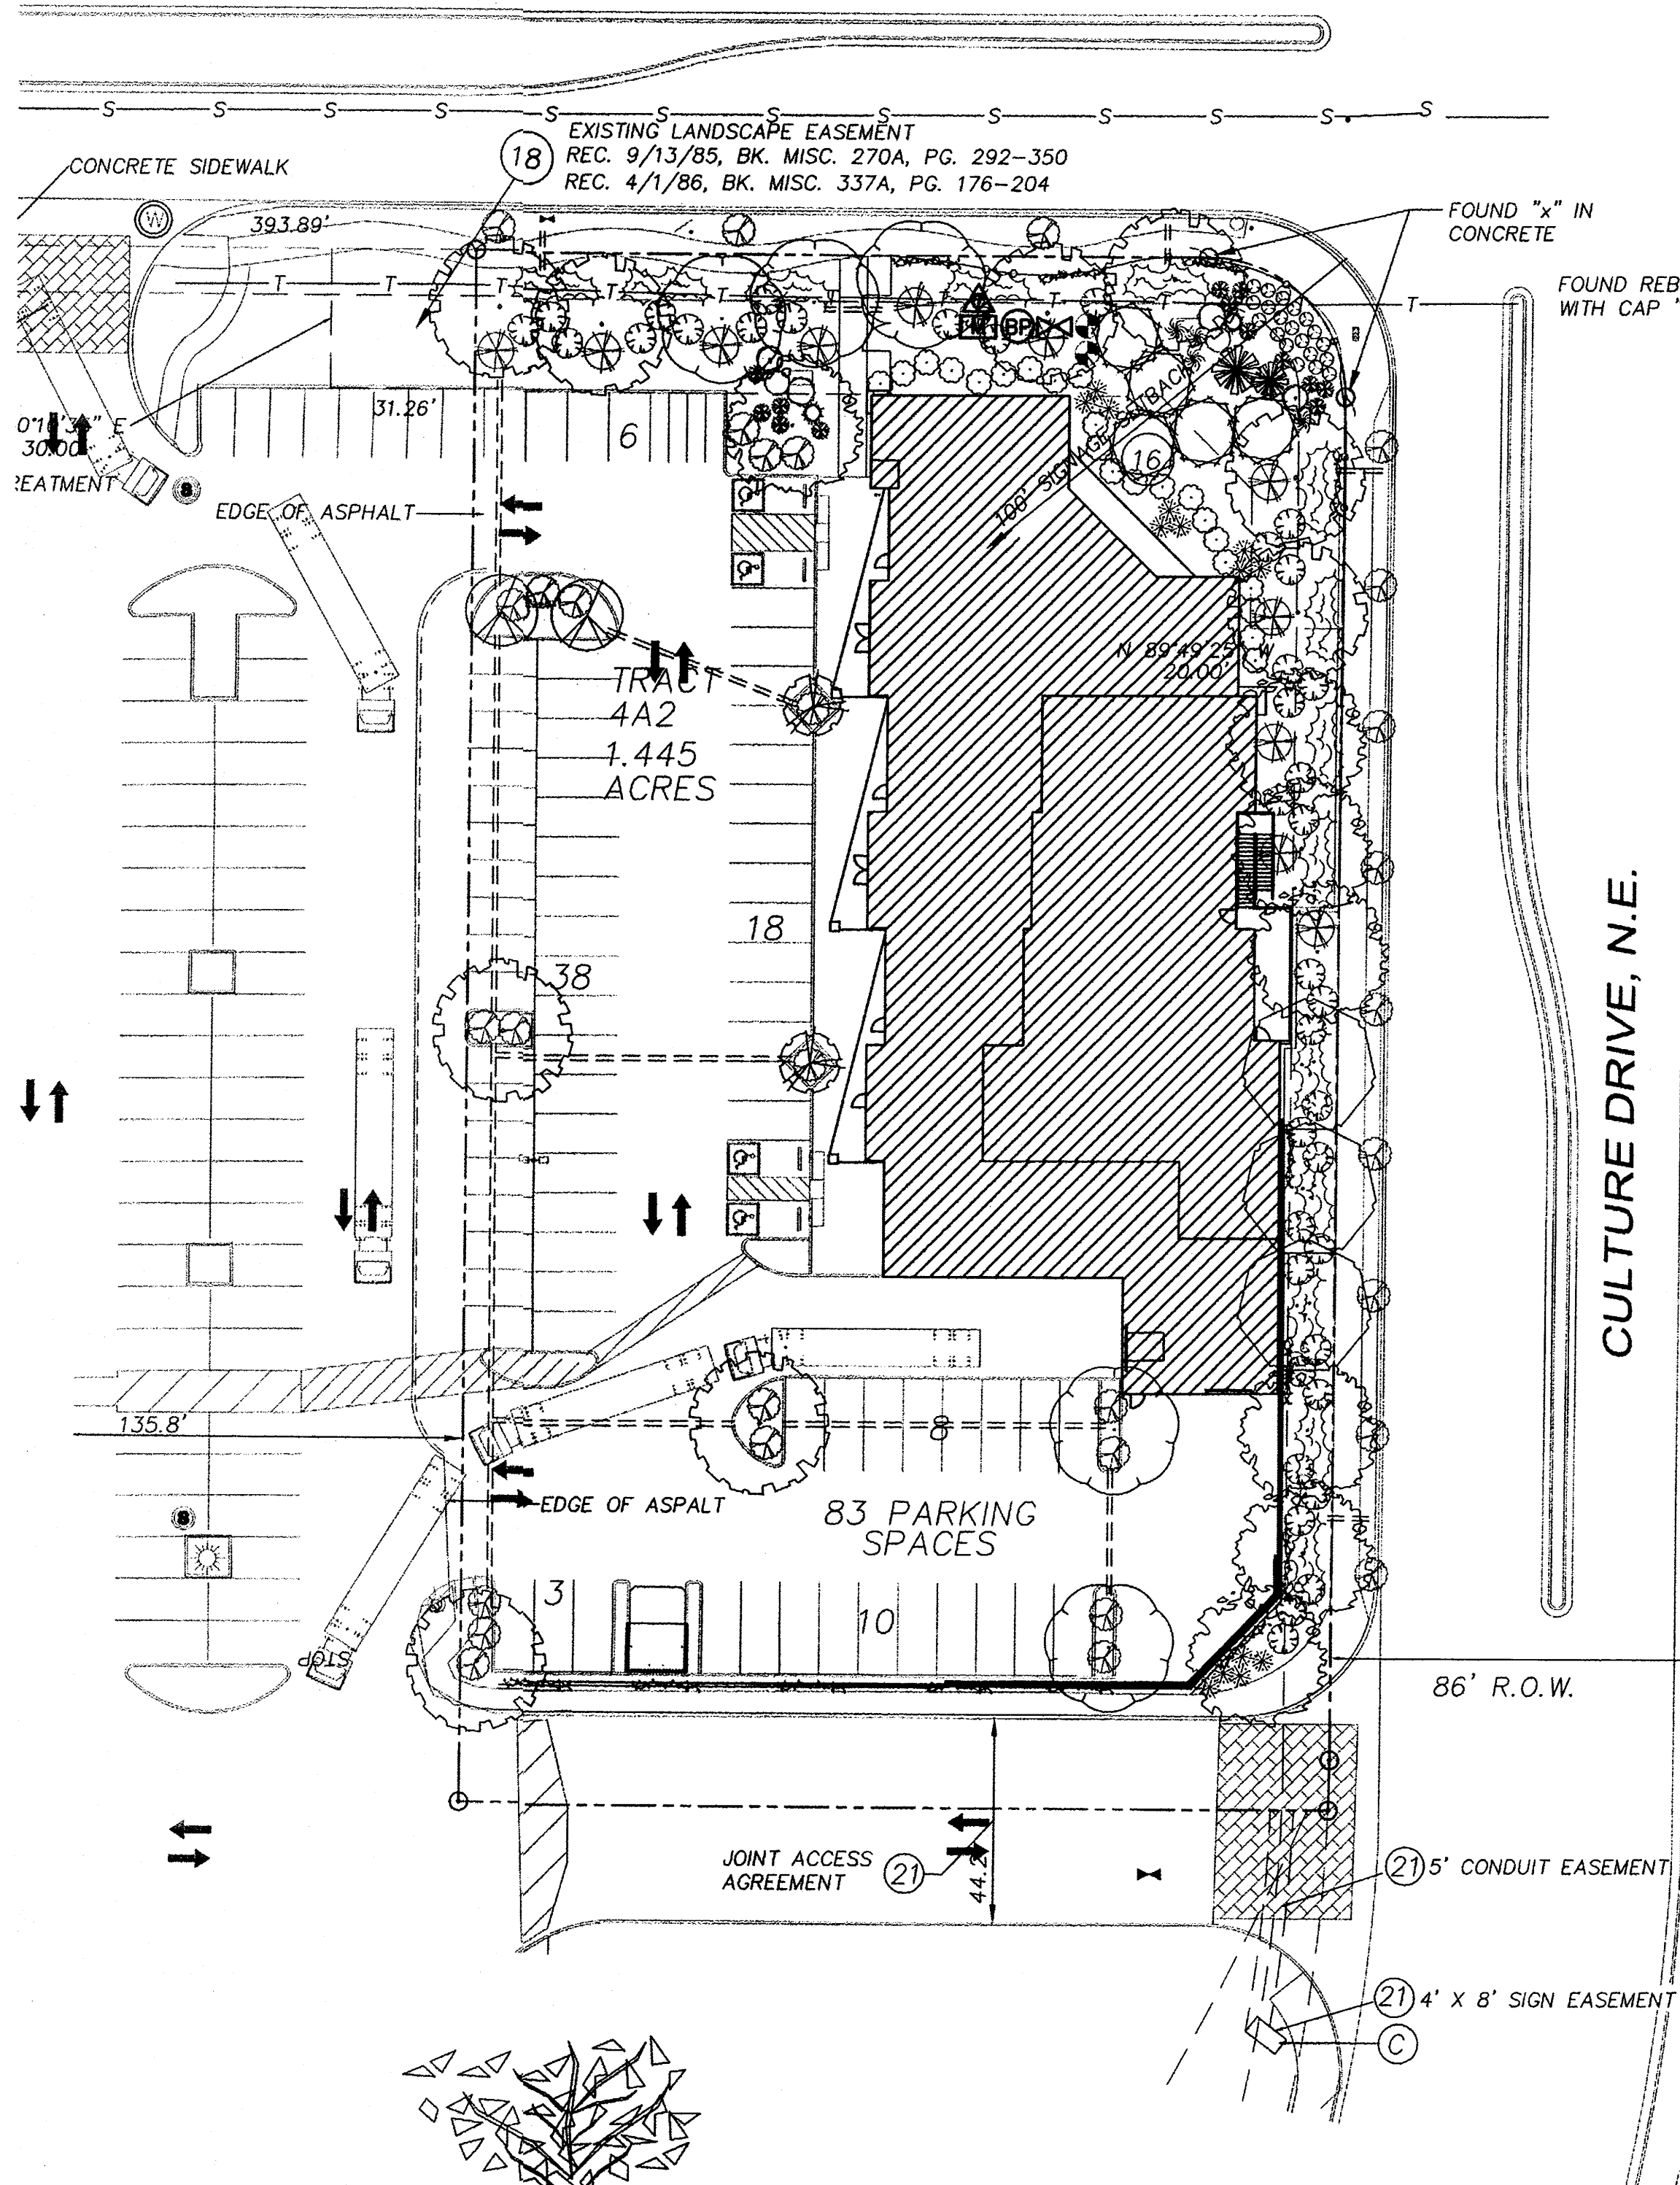 S S S S S S S S S S S S S
EXISTING LANDSCAPE EASEMENT
18 REC. 9/13/85, BK. MISC. 270A, PG. 292-350
REC. 4/1/86, BK. MISC. 337A, PG. 176-204
CONCRETE SIDEWALK
FOUND "x" IN
CONCRETE
W
393.89'
FOUND REB
WITH CAP
T T T T T T T T T T
BP
31.26'
6
30.00'
REATMENT
8
EDGE OF ASPHALT
100' SIGNAGE SETBACK
16
N 89°49'25" W
20.00'
TRACT
4A2
1.445
ACRES
18
38
CULTURE DRIVE, N.E.
135.8'
8
EDGE OF ASPALT
83 PARKING
SPACES
8
3
10
STOP
86' R.O.W.
JOINT ACCESS
AGREEMENT 21
44.2
21 5' CONDUIT EASEMENT
21 4' X 8' SIGN EASEMENT
C